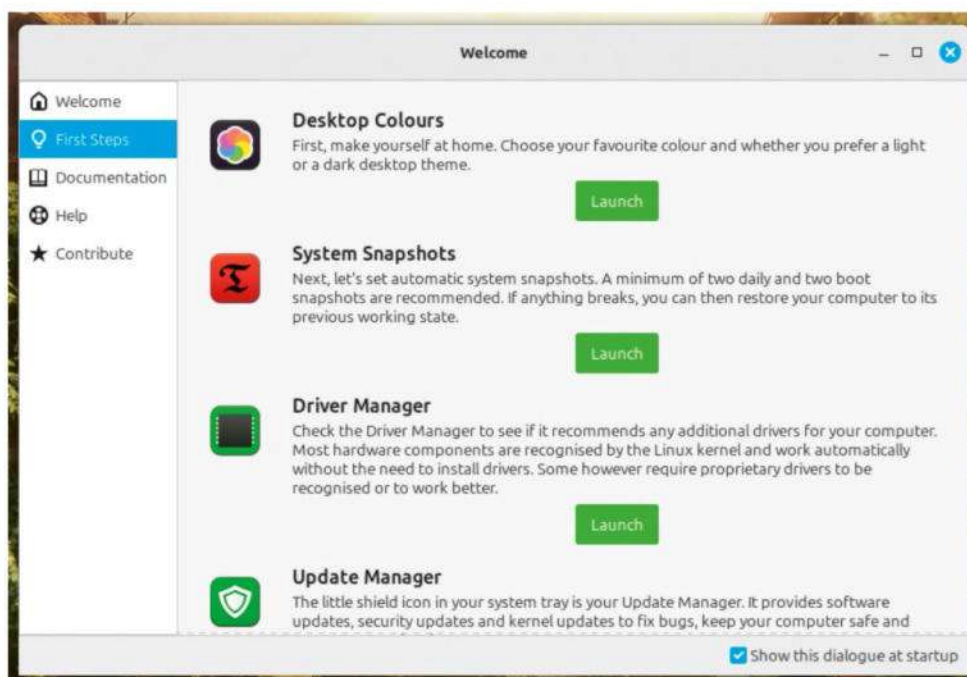 Welcome
Welcome
First Steps
Documentation
Help
Contribute
Desktop Colours
First, make yourself at home. Choose your favourite colour and whether you prefer a light
or a dark desktop theme.
Launch
System Snapshots
Next, let's set automatic system snapshots. A minimum of two daily and two boot
snapshots are recommended. If anything breaks, you can then restore your computer to its
previous working state.
Launch
Driver Manager
Check the Driver Manager to see if it recommends any additional drivers for your computer.
Most hardware components are recognised by the Linux kernel and work automatically
without the need to install drivers. Some however require proprietary drivers to be
recognised or to work better.
Launch
Update Manager
The little shield icon in your system tray is your Update Manager. It provides software
updates, security updates and kernel updates to fix bugs, keep your computer safe and
Show this dialogue at startup